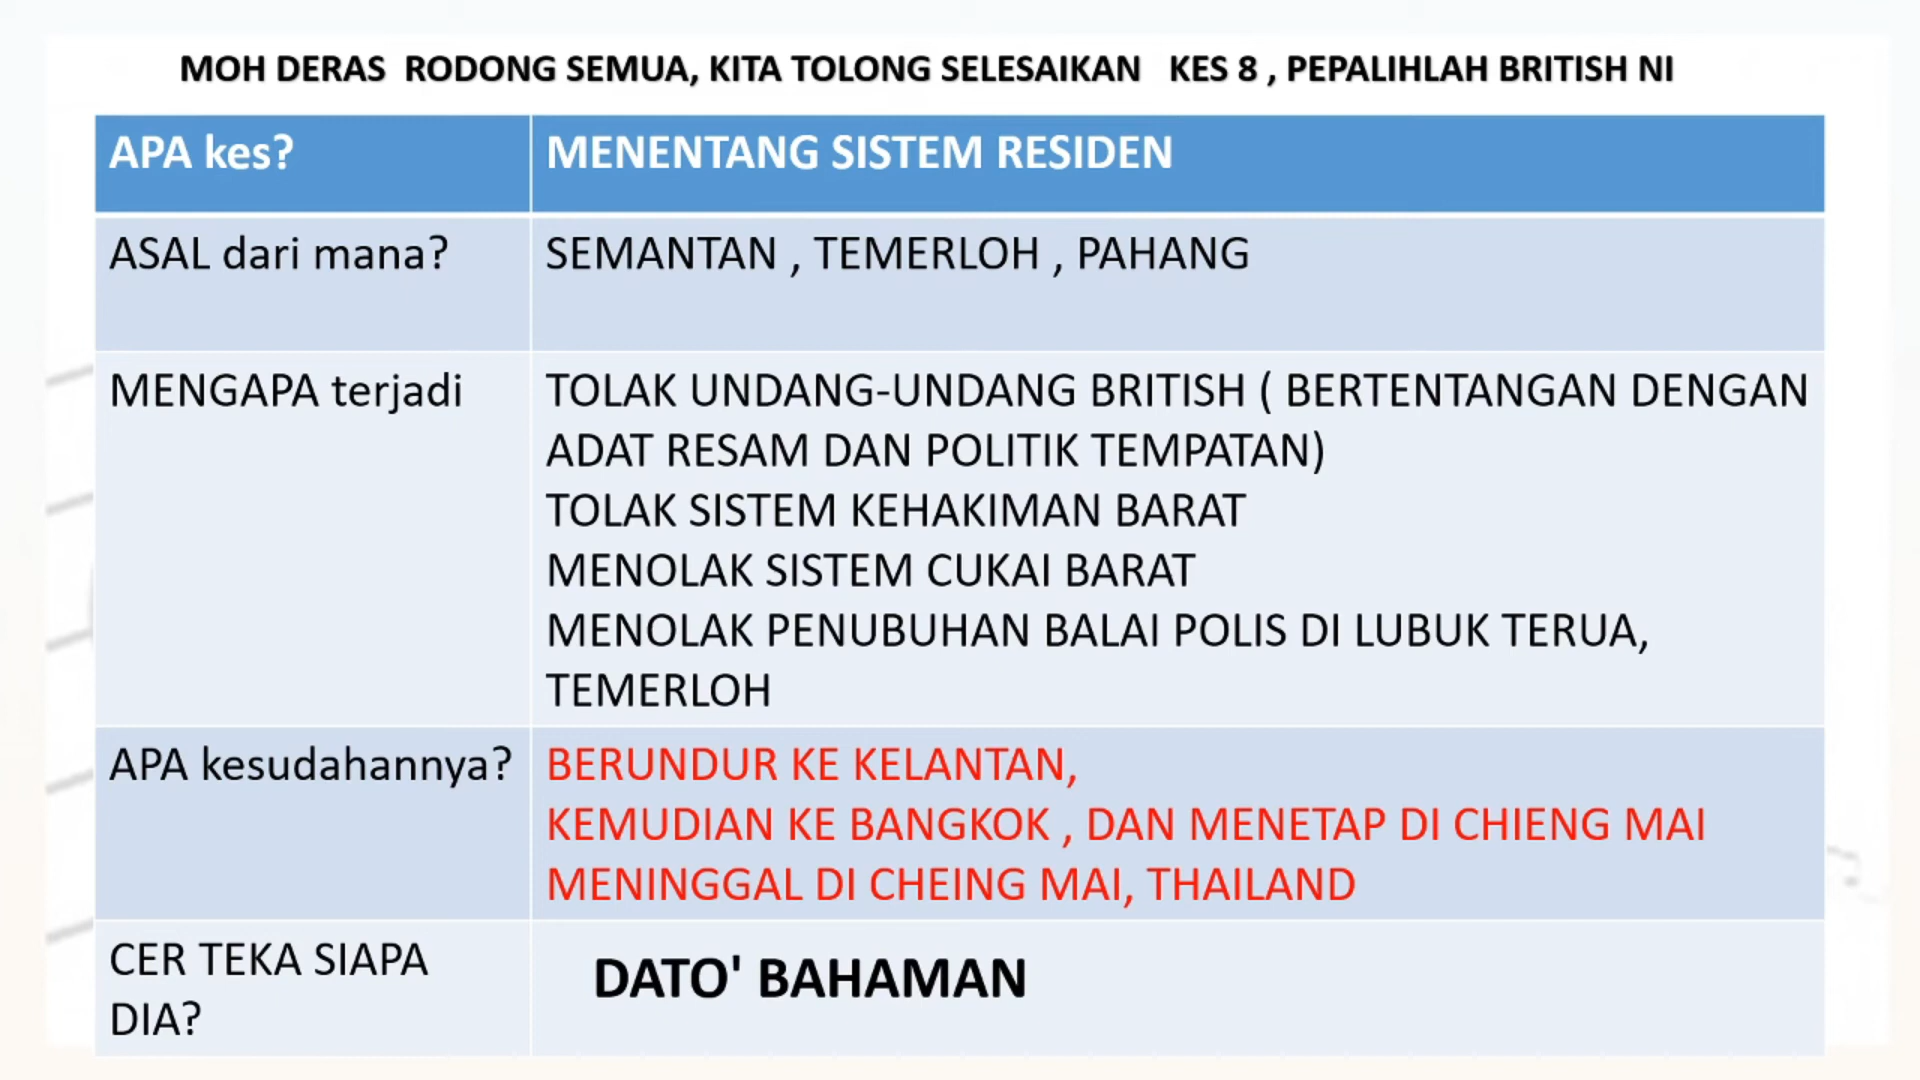 MOH DERAS RODONG SEMUA, KITA TOLONG SELESAIKAN KES 8 , PEPALIHLAH BRITISH NI
APA kes?
MENENTANG SISTEM RESIDEN
ASAL dari mana?
SEMANTAN , TEMERLOH , PAHANG
MENGAPA terjadi
TOLAK UNDANG-UNDANG BRITISH ( BERTENTANGAN DENGAN
ADAT RESAM DAN POLITIK TEMPATAN)
TOLAK SISTEM KEHAKIMAN BARAT
MENOLAK SISTEM CUKAI BARAT
MENOLAK PENUBUHAN BALAI POLIS DI LUBUK TERUA,
TEMERLOH
APA kesudahannya?
BERUNDUR KE KELANTAN,
KEMUDIAN KE BANGKOK , DAN MENETAP DI CHIENG MAI
MENINGGAL DI CHEING MAI, THAILAND
CER TEKA SIAPA
DIA?
DATO' BAHAMAN